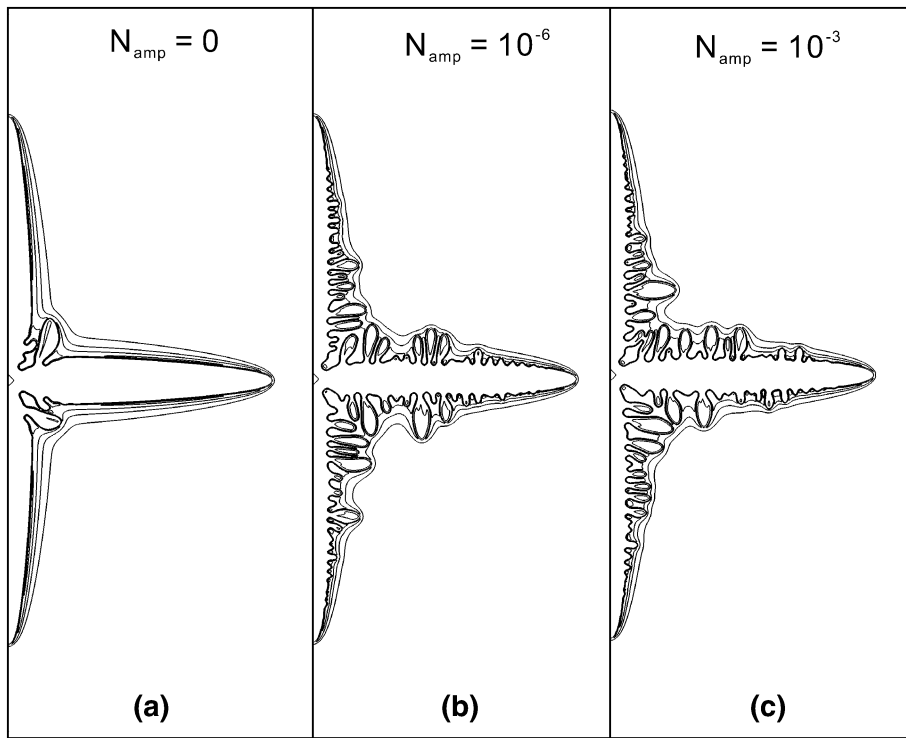 N_amp = 0
N_amp = 10^-6
N_amp = 10^-3
(a)
(b)
(c)